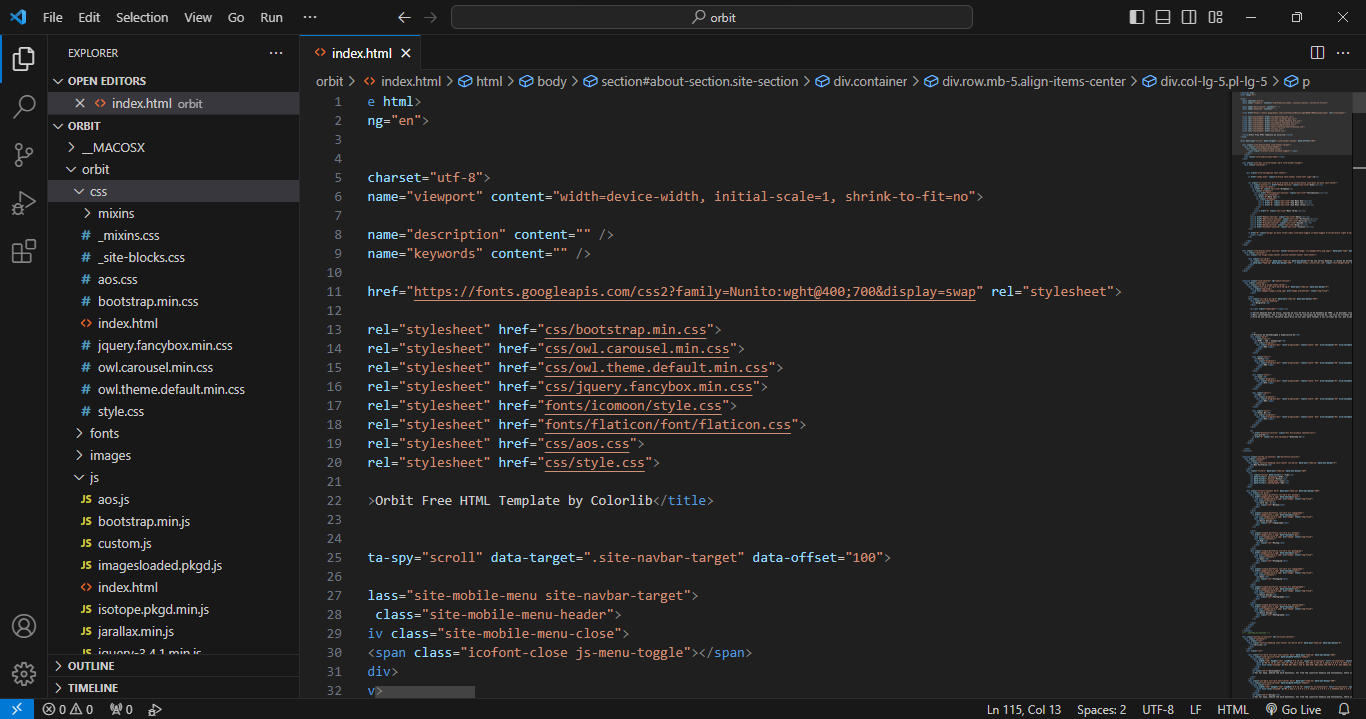 File Edit Selection View Go Run ···
orbit
EXPLORER ···
OPEN EDITORS
index.html orbit
ORBIT
__MACOSX
orbit
css
mixins
# _mixins.css
# _site-blocks.css
# aos.css
# bootstrap.min.css
<> index.html
# jquery.fancybox.min.css
# owl.carousel.min.css
# owl.theme.default.min.css
# style.css
fonts
images
js
JS aos.js
JS bootstrap.min.js
JS custom.js
JS imagesloaded.pkgd.js
<> index.html
JS isotope.pkgd.min.js
JS jarallax.min.js
JS jquery-3.4.1.min.js
OUTLINE
TIMELINE
<> index.html
orbit > <> index.html > html > body > section#about-section.site-section > div.container > div.row.mb-5.align-items-center > div.col-lg-5.pl-lg-5 > p
1 e html>
2 ng="en">
3
4
5 charset="utf-8">
6 name="viewport" content="width=device-width, initial-scale=1, shrink-to-fit=no">
7
8 name="description" content="" />
9 name="keywords" content="" />
10
11 href="https://fonts.googleapis.com/css2?family=Nunito:wght@400;700&display=swap" rel="stylesheet">
12
13 rel="stylesheet" href="css/bootstrap.min.css">
14 rel="stylesheet" href="css/owl.carousel.min.css">
15 rel="stylesheet" href="css/owl.theme.default.min.css">
16 rel="stylesheet" href="css/jquery.fancybox.min.css">
17 rel="stylesheet" href="fonts/icomoon/style.css">
18 rel="stylesheet" href="fonts/flaticon/font/flaticon.css">
19 rel="stylesheet" href="css/aos.css">
20 rel="stylesheet" href="css/style.css">
21
22 >Orbit Free HTML Template by Colorlib</title>
23
24
25 ta-spy="scroll" data-target=".site-navbar-target" data-offset="100">
26
27 lass="site-mobile-menu site-navbar-target">
28 class="site-mobile-menu-header">
29 iv class="site-mobile-menu-close">
30 <span class="icofont-close js-menu-toggle"></span>
31 div>
32 v>
0 0 0 Ln 115, Col 13 Spaces: 2 UTF-8 LF HTML Go Live